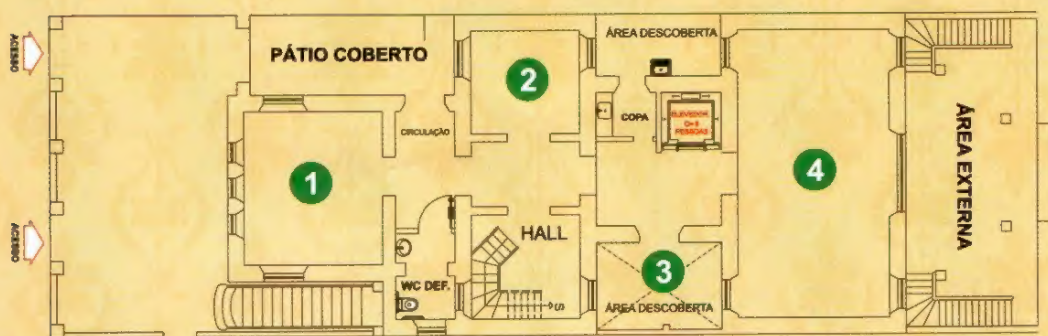 ACESSO
ACESSO
PÁTIO COBERTO
1
CIRCULAÇÃO
WC DEF.
2
HALL
S
ÁREA DESCOBERTA
COPA
ELEVADOR
PESSOAS
3
ÁREA DESCOBERTA
4
ÁREA EXTERNA